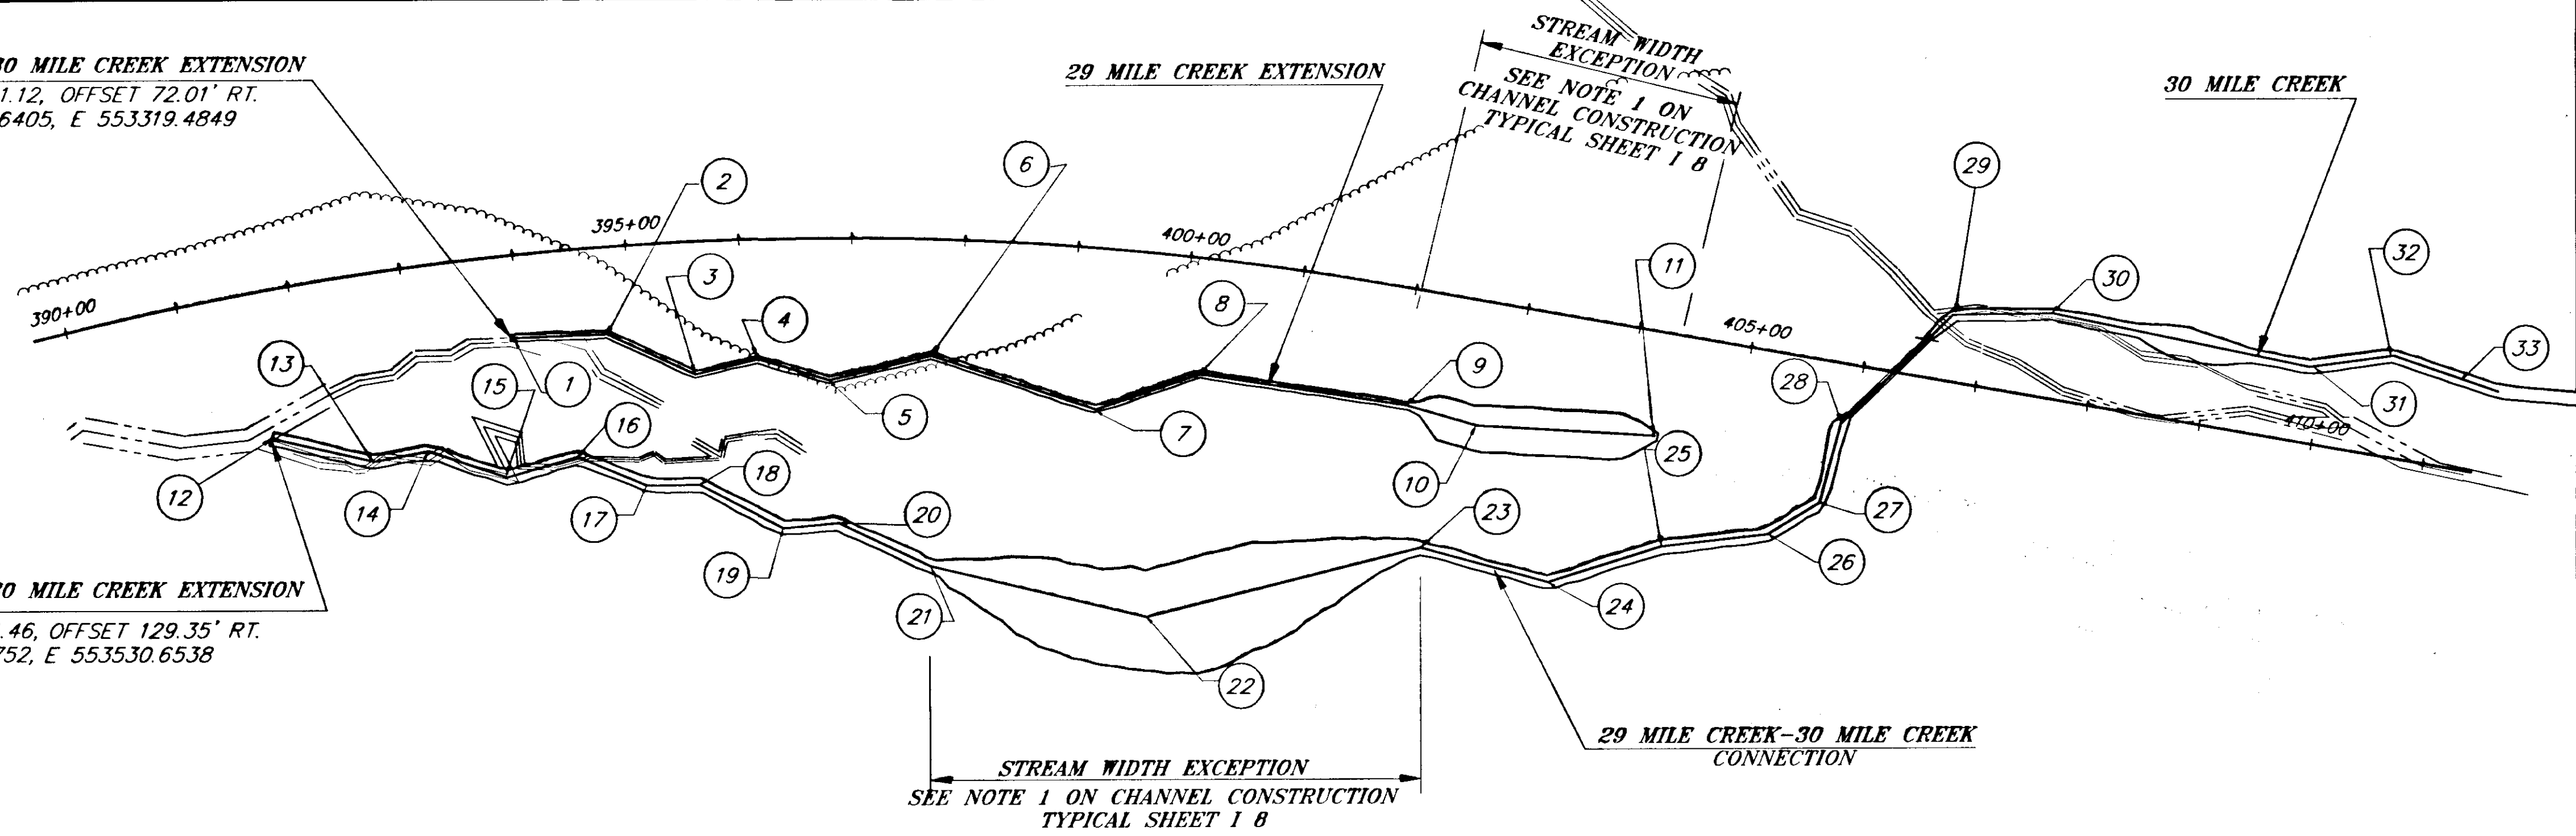 30 MILE CREEK EXTENSION
1.12, OFFSET 72.01' RT.
6405, E 553319.4849
29 MILE CREEK EXTENSION
STREAM WIDTH
EXCEPTION
SEE NOTE 1 ON
CHANNEL CONSTRUCTION
TYPICAL SHEET I 8
30 MILE CREEK
390+00
395+00
400+00
405+00
410+00
1
2
3
4
5
6
7
8
9
10
11
12
13
14
15
16
17
18
19
20
21
22
23
24
25
26
27
28
29
30
31
32
33
0 MILE CREEK EXTENSION
.46, OFFSET 129.35' RT.
752, E 553530.6538
STREAM WIDTH EXCEPTION
SEE NOTE 1 ON CHANNEL CONSTRUCTION
TYPICAL SHEET I 8
29 MILE CREEK-30 MILE CREEK
CONNECTION